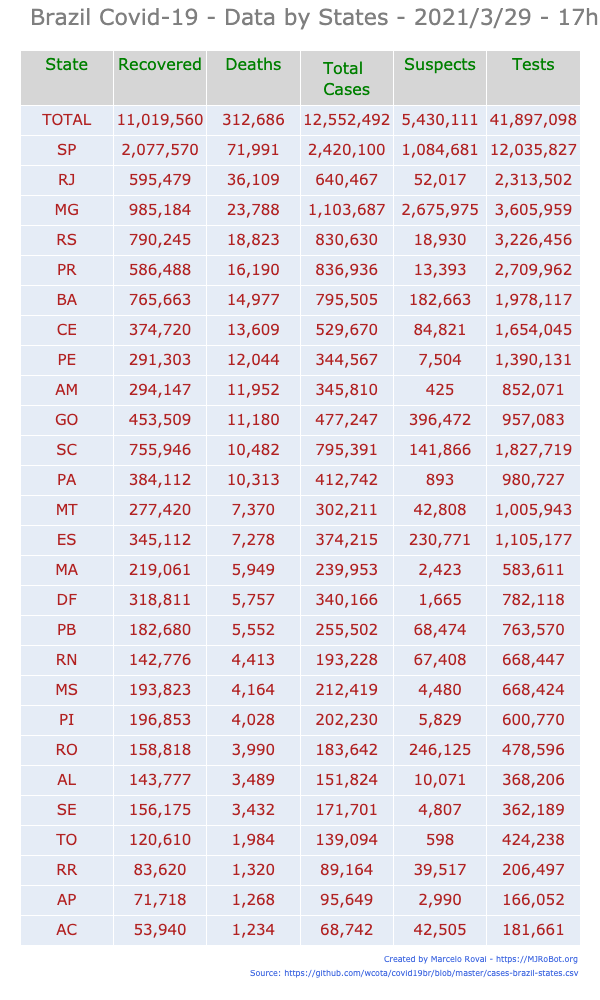 Brazil Covid-19 - Data by States - 2021/3/29 - 17h
State Recovered Deaths Total Cases Suspects Tests
TOTAL 11,019,560 312,686 12,552,492 5,430,111 41,897,098
SP 2,077,570 71,991 2,420,100 1,084,681 12,035,827
RJ 595,479 36,109 640,467 52,017 2,313,502
MG 985,184 23,788 1,103,687 2,675,975 3,605,959
RS 790,245 18,823 830,630 18,930 3,226,456
PR 586,488 16,190 836,936 13,393 2,709,962
BA 765,663 14,977 795,505 182,663 1,978,117
CE 374,720 13,609 529,670 84,821 1,654,045
PE 291,303 12,044 344,567 7,504 1,390,131
AM 294,147 11,952 345,810 425 852,071
GO 453,509 11,180 477,247 396,472 957,083
SC 755,946 10,482 795,391 141,866 1,827,719
PA 384,112 10,313 412,742 893 980,727
MT 277,420 7,370 302,211 42,808 1,005,943
ES 345,112 7,278 374,215 230,771 1,105,177
MA 219,061 5,949 239,953 2,423 583,611
DF 318,811 5,757 340,166 1,665 782,118
PB 182,680 5,552 255,502 68,474 763,570
RN 142,776 4,413 193,228 67,408 668,447
MS 193,823 4,164 212,419 4,480 668,424
PI 196,853 4,028 202,230 5,829 600,770
RO 158,818 3,990 183,642 246,125 478,596
AL 143,777 3,489 151,824 10,071 368,206
SE 156,175 3,432 171,701 4,807 362,189
TO 120,610 1,984 139,094 598 424,238
RR 83,620 1,320 89,164 39,517 206,497
AP 71,718 1,268 95,649 2,990 166,052
AC 53,940 1,234 68,742 42,505 181,661
Created by Marcelo Rovai - https://MJRoBot.org
Source: https://github.com/wcota/covid19br/blob/master/cases-brazil-states.csv